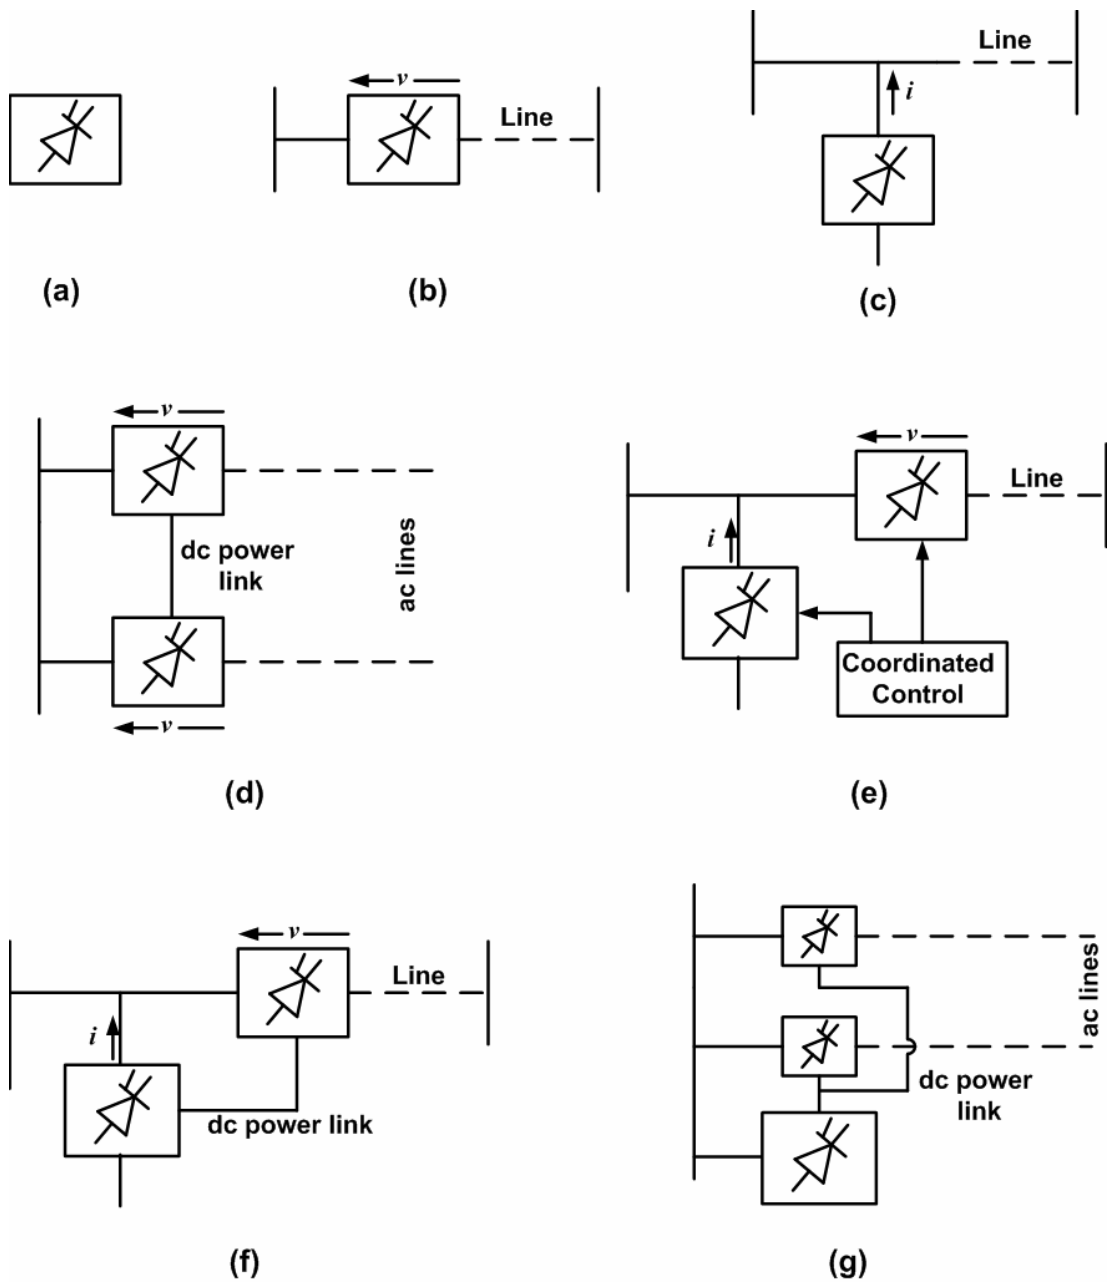 v
Line
(a)
(b)
Line
i
(c)
v
dc power
link
v
ac lines
(d)
v
Line
i
Coordinated
Control
(e)
v
Line
i
dc power link
(f)
ac lines
dc power
link
(g)